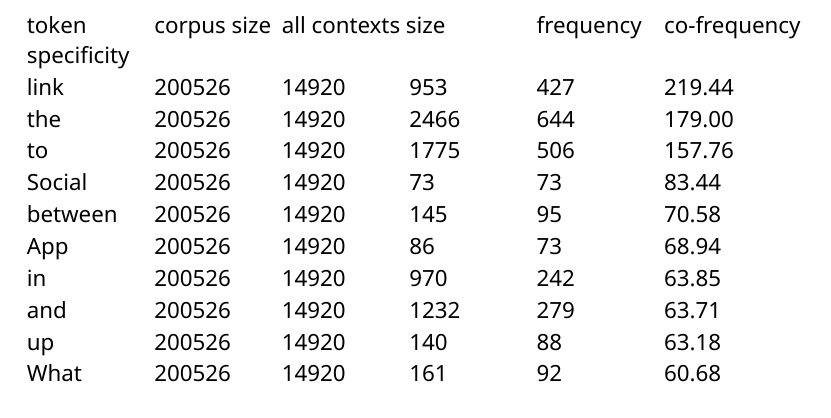 token corpus size all contexts size frequency co-frequency
specificity
link 200526 14920 953 427 219.44
the 200526 14920 2466 644 179.00
to 200526 14920 1775 506 157.76
Social 200526 14920 73 73 83.44
between 200526 14920 145 95 70.58
App 200526 14920 86 73 68.94
in 200526 14920 970 242 63.85
and 200526 14920 1232 279 63.71
up 200526 14920 140 88 63.18
What 200526 14920 161 92 60.68